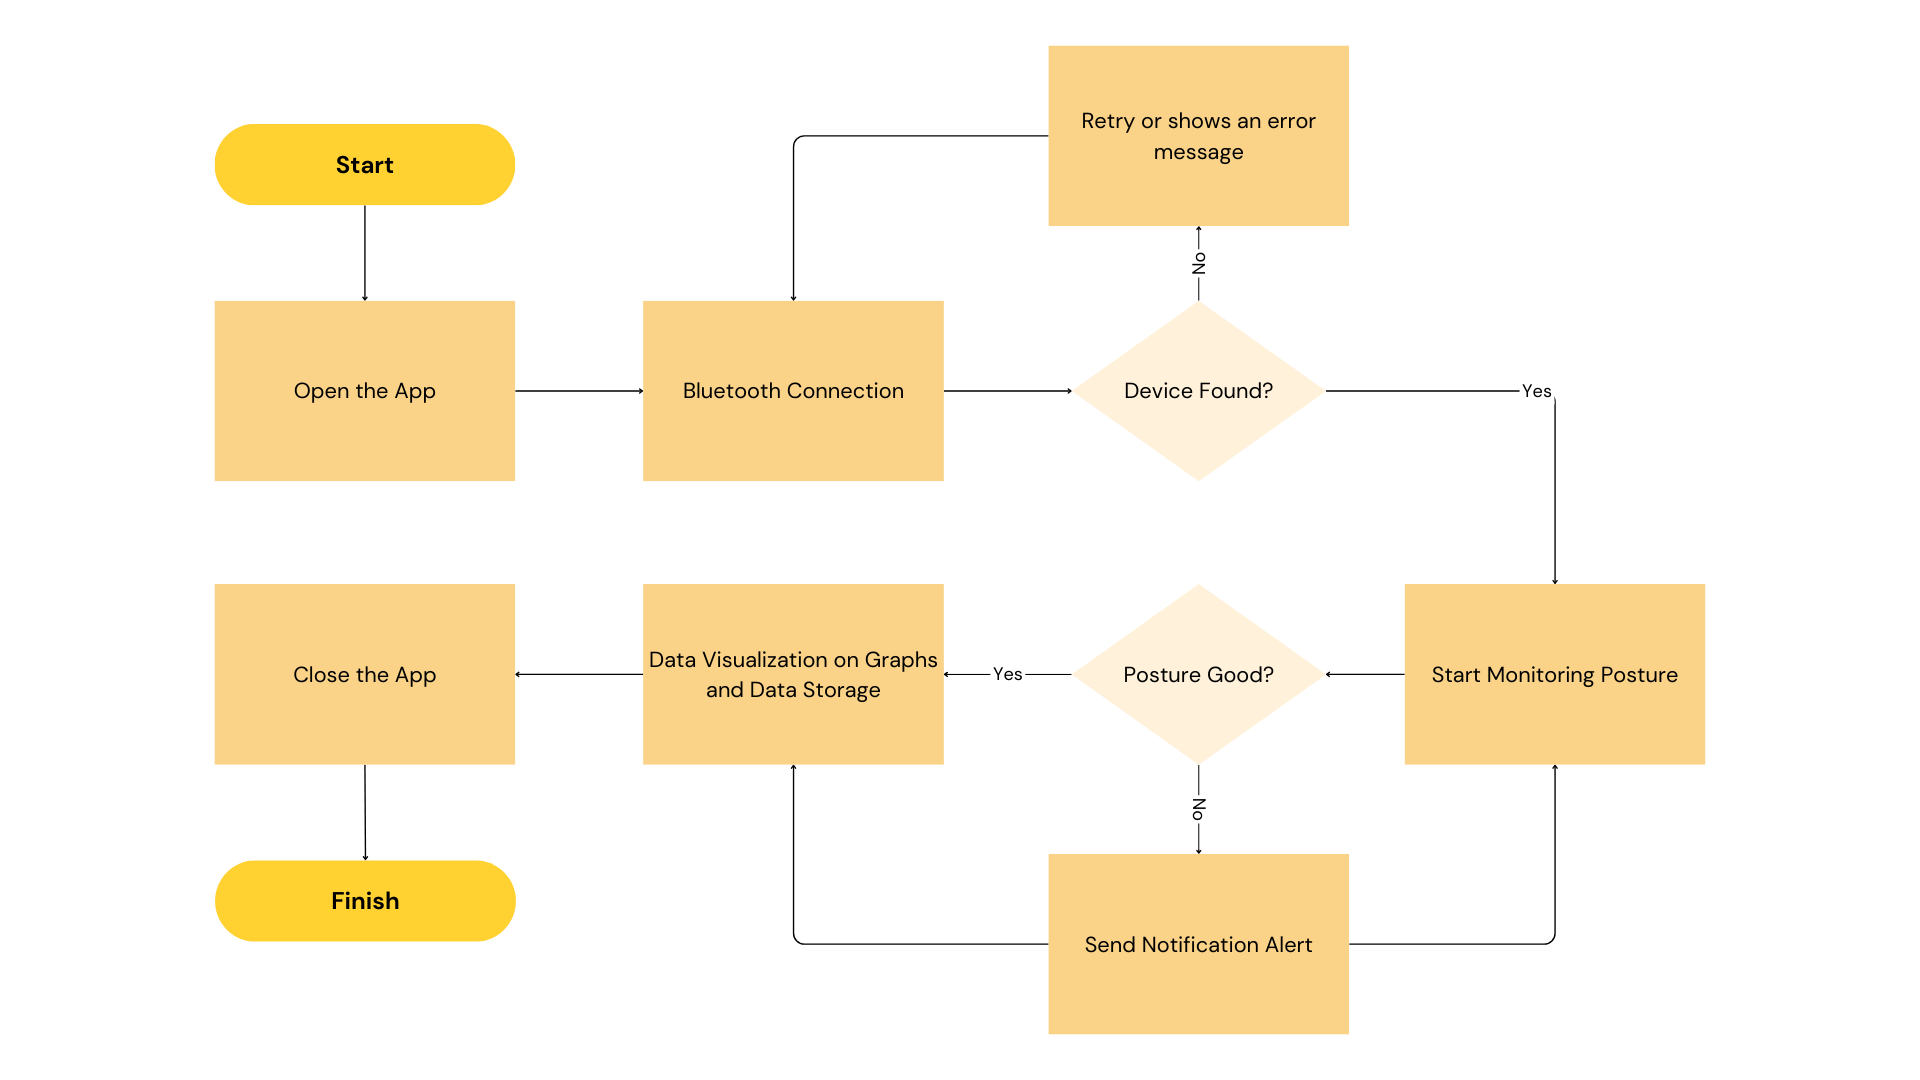 Start
Retry or shows an error
message
No
Open the App
Bluetooth Connection
Device Found?
Yes
Start Monitoring Posture
Posture Good?
Yes
Data Visualization on Graphs
and Data Storage
Close the App
No
Send Notification Alert
Finish